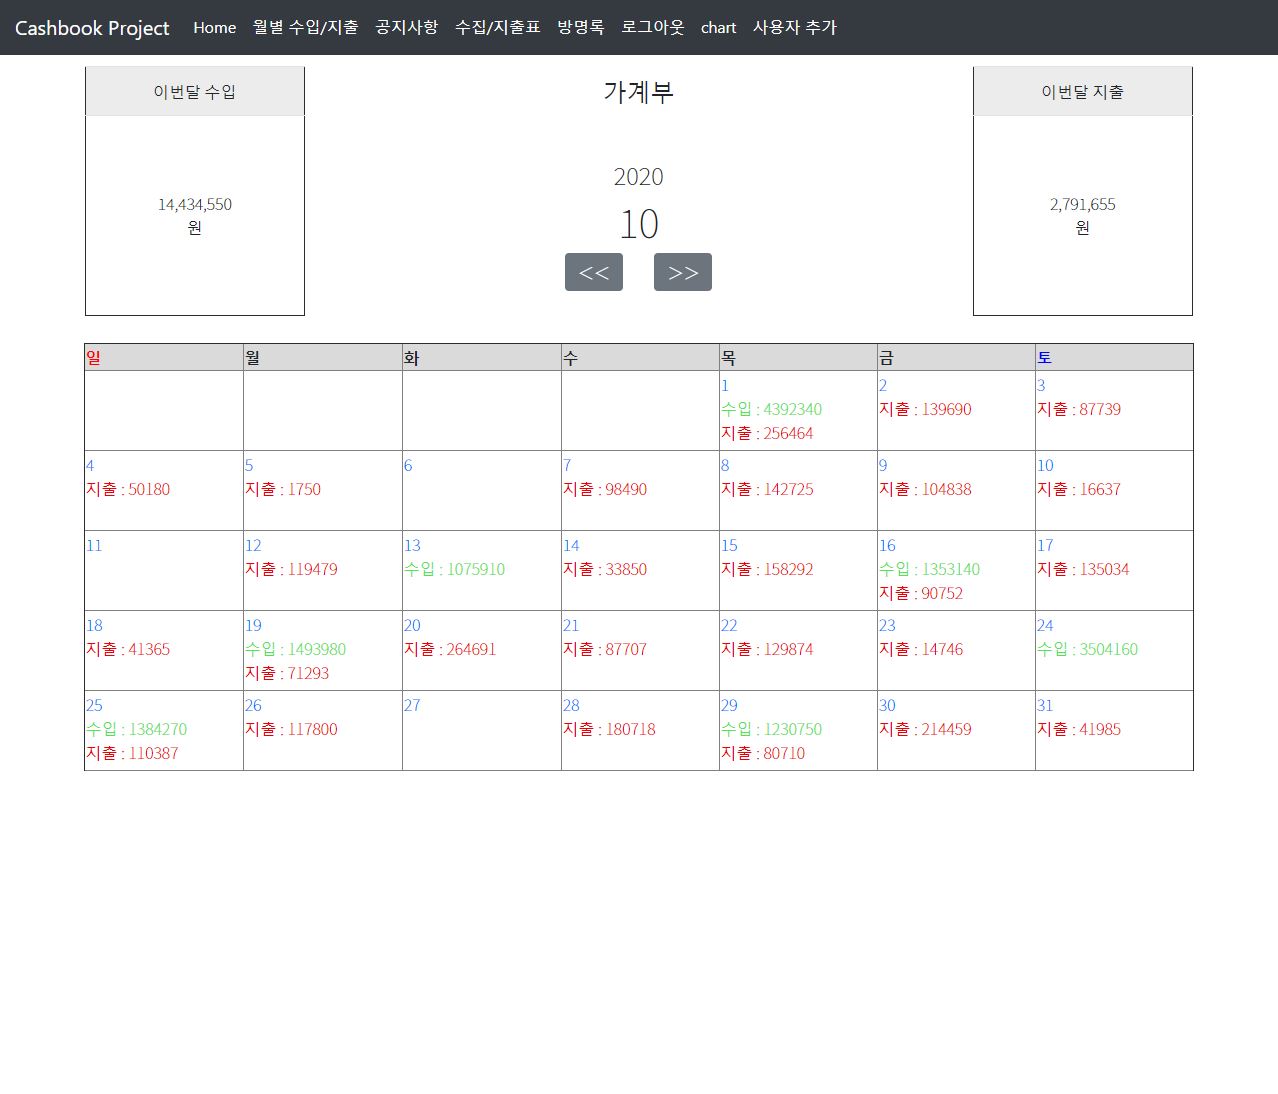 Cashbook Project Home 월별 수입/지출 공지사항 수집/지출표 방명록 로그아웃 chart 사용자 추가
이번달 수입
14,434,550
원
가계부
2020
10
<< >>
이번달 지출
2,791,655
원
일 월 화 수 목 금 토
1 2 3
수입 : 4392340 지출 : 139690 지출 : 87739
지출 : 256464
4 5 6 7 8 9 10
지출 : 50180 지출 : 1750 지출 : 98490 지출 : 142725 지출 : 104838 지출 : 16637
11 12 13 14 15 16 17
지출 : 119479 수입 : 1075910 지출 : 33850 지출 : 158292 수입 : 1353140 지출 : 135034
지출 : 90752
18 19 20 21 22 23 24
지출 : 41365 수입 : 1493980 지출 : 264691 지출 : 87707 지출 : 129874 지출 : 14746 수입 : 3504160
지출 : 71293
25 26 27 28 29 30 31
수입 : 1384270 지출 : 117800 지출 : 180718 수입 : 1230750 지출 : 214459 지출 : 41985
지출 : 110387 지출 : 80710